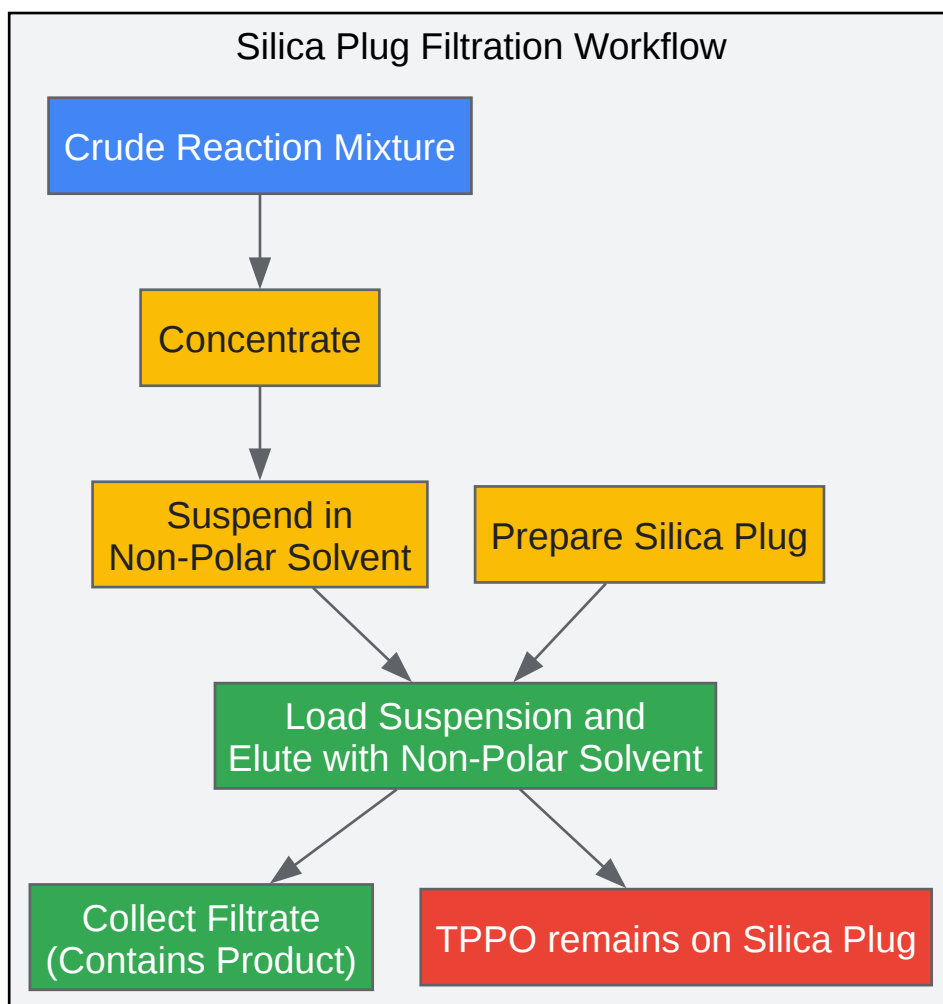 Silica Plug Filtration Workflow
Crude Reaction Mixture
Concentrate
Suspend in
Non-Polar Solvent
Prepare Silica Plug
Load Suspension and
Elute with Non-Polar Solvent
Collect Filtrate
(Contains Product)
TPPO remains on Silica Plug